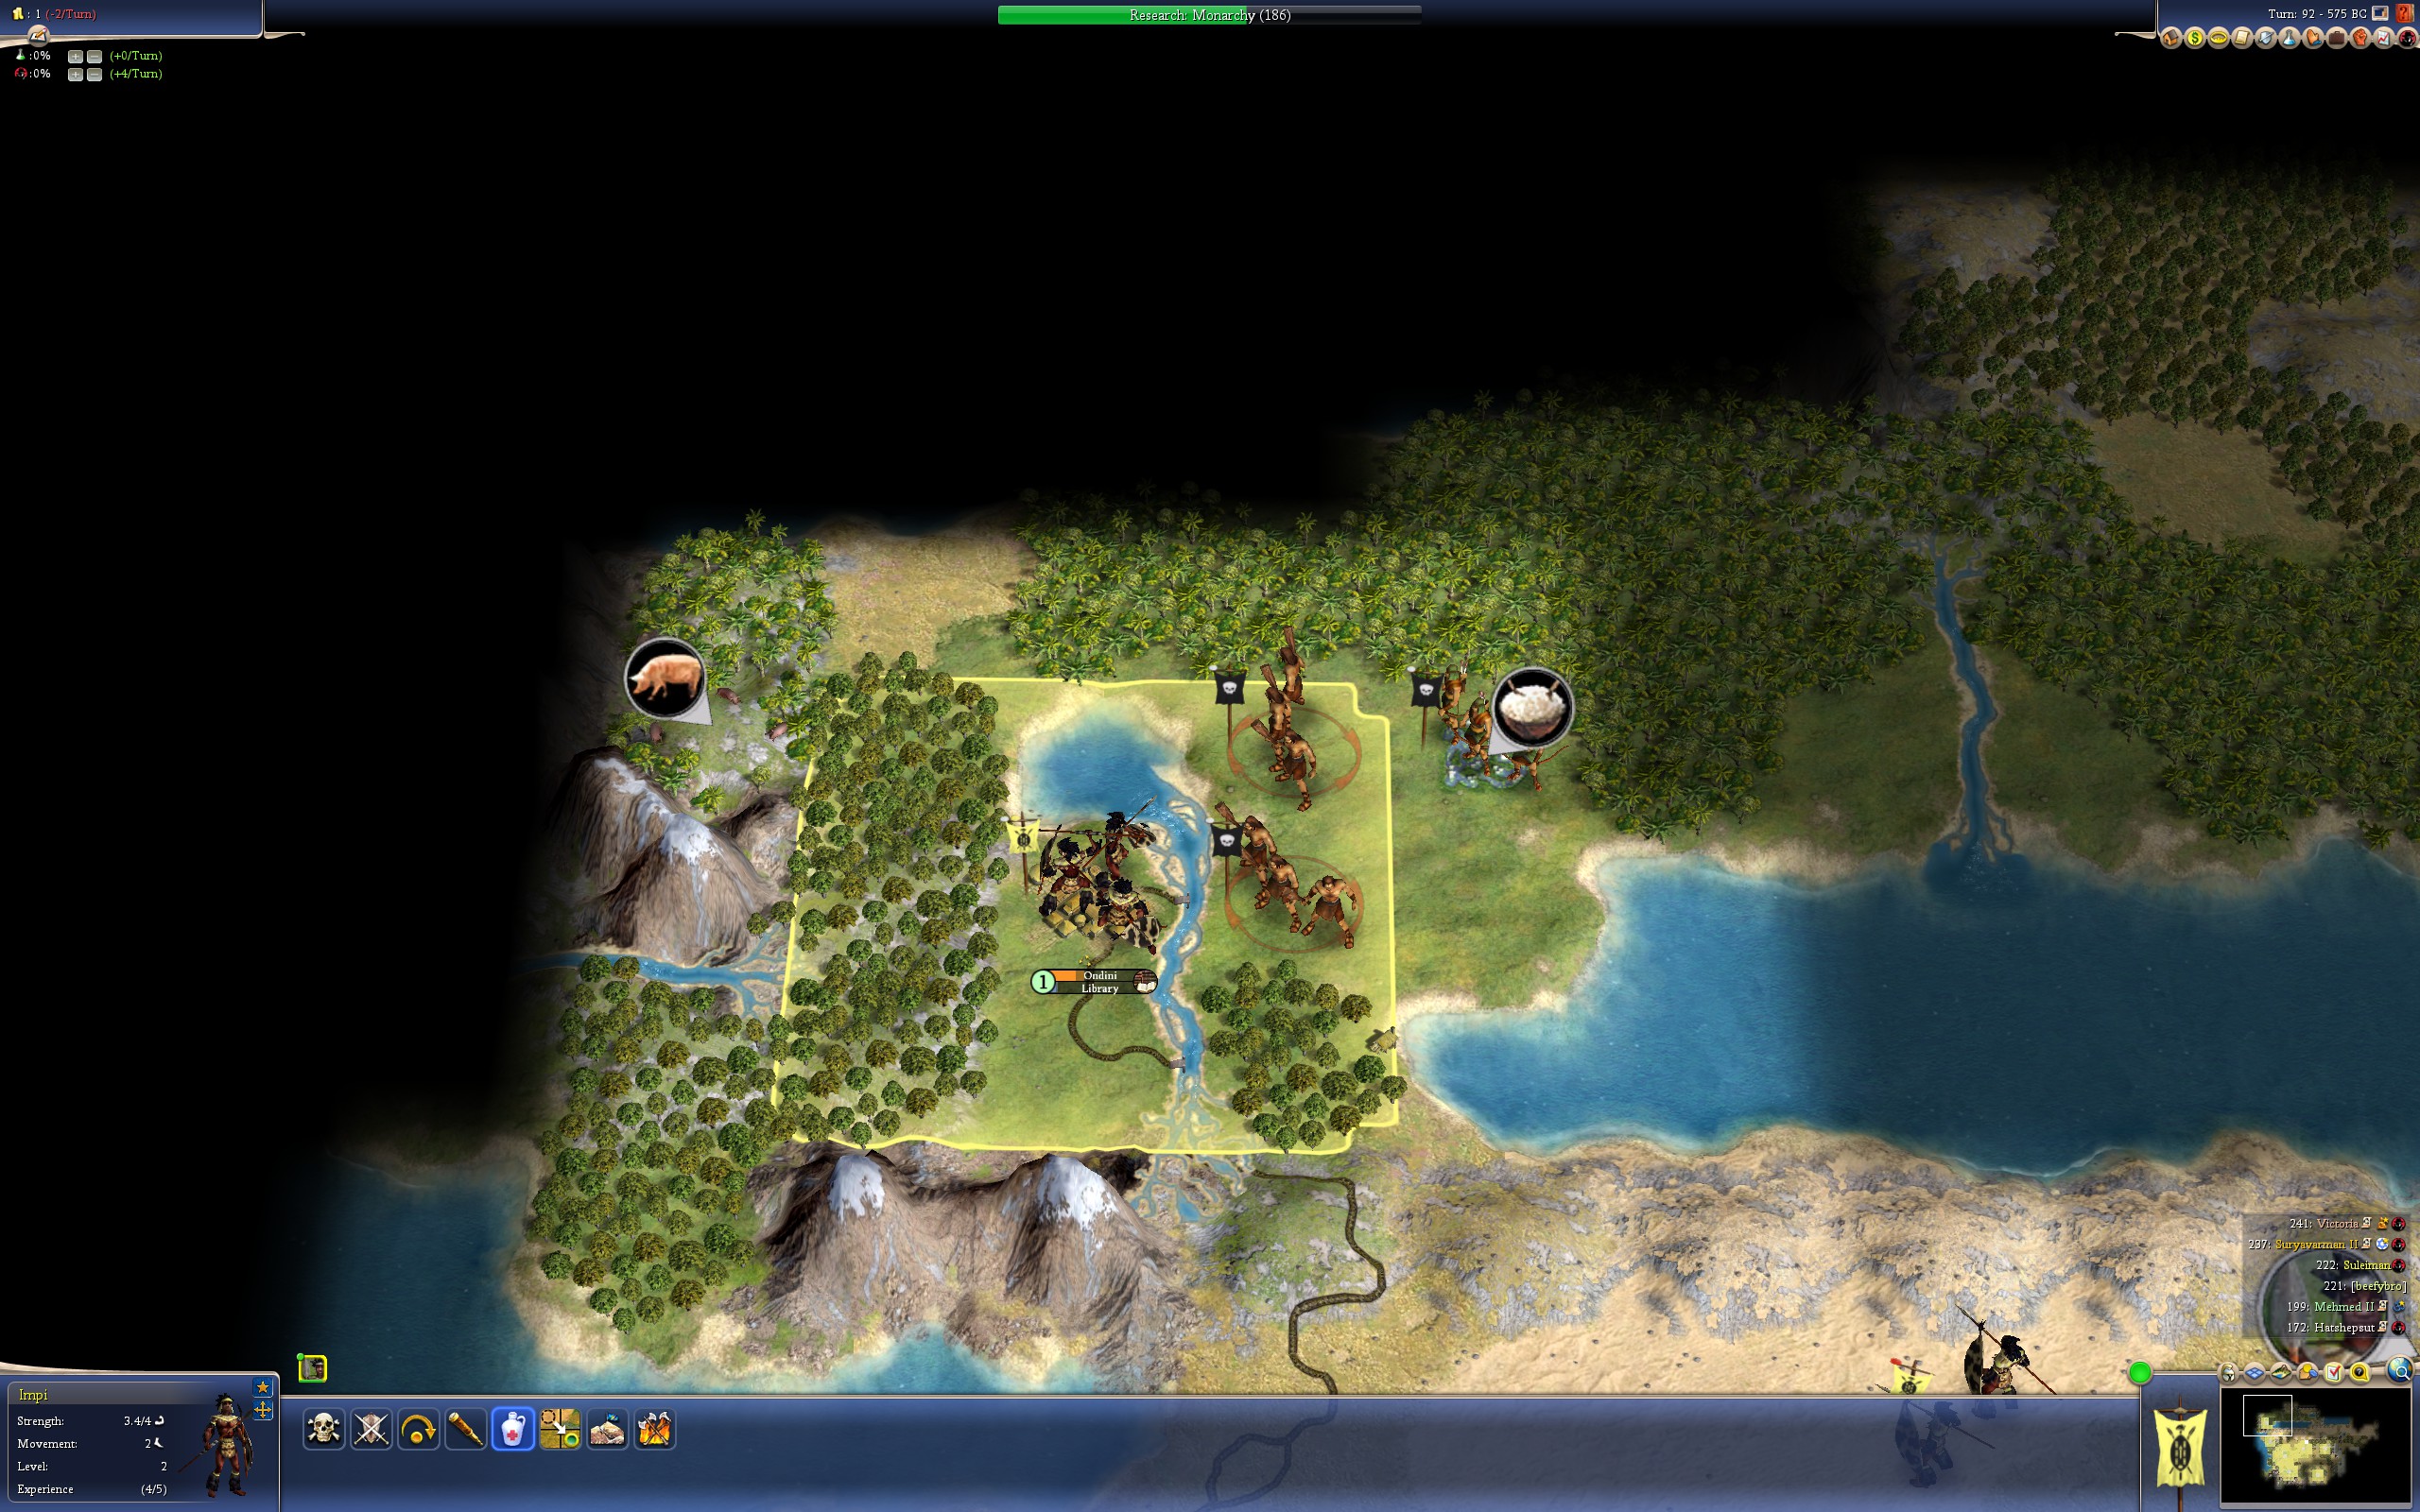 : 1 (-2/Turn)
Research: Monarchy (186)
Turn: 92 - 575 BC
:0% (+0/Turn)
:0% (+4/Turn)
1 Ondini
Library
241: Victoria
237: Suryavarman II
222: Suleiman
221: [beefybro]
199: Mehmed II
172: Hatshepsut
Impi
Strength: 3.4/4
Movement: 2
Level: 2
Experience (4/5)